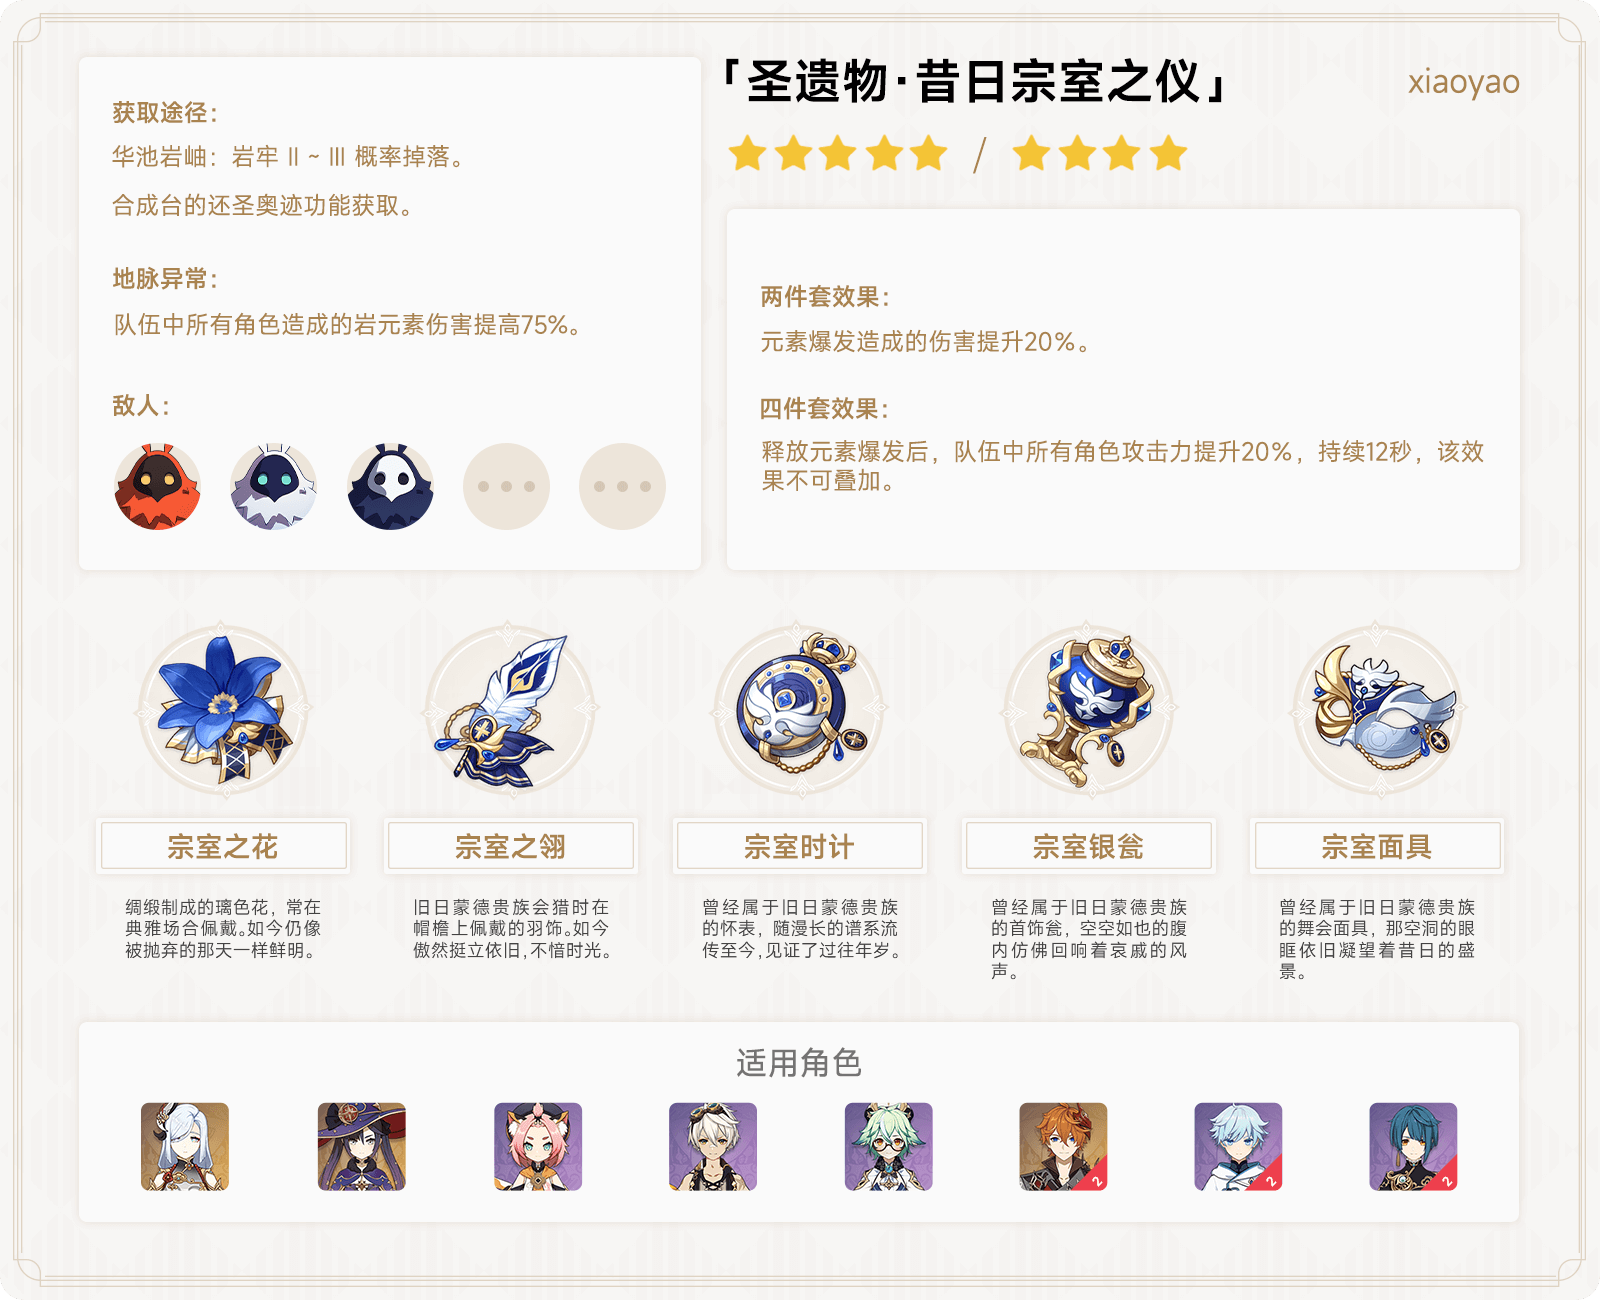 获取途径：
华池岩岫：岩牢 II ~ III 概率掉落。
合成台的还圣奥迹功能获取。
地脉异常：
队伍中所有角色造成的岩元素伤害提高75%。
敌人：
「圣遗物·昔日宗室之仪」
xiaoyao
/
两件套效果：
元素爆发造成的伤害提升20%。
四件套效果：
释放元素爆发后，队伍中所有角色攻击力提升20%，持续12秒，该效
果不可叠加。
宗室之花
绸缎制成的璃色花，常在
典雅场合佩戴。如今仍像
被抛弃的那天一样鲜明。
宗室之翎
旧日蒙德贵族会猎时在
帽檐上佩戴的羽饰。如今
傲然挺立依旧，不惜时光。
宗室时计
曾经属于旧日蒙德贵族
的怀表，随漫长的谱系流
传至今，见证了过往年岁。
宗室银瓮
曾经属于旧日蒙德贵族
的首饰瓮，空空如也的腹
内仿佛回响着哀戚的风
声。
宗室面具
曾经属于旧日蒙德贵族
的舞会面具，那空洞的眼
眶依旧凝望着昔日的盛
景。
适用角色
2
2
2